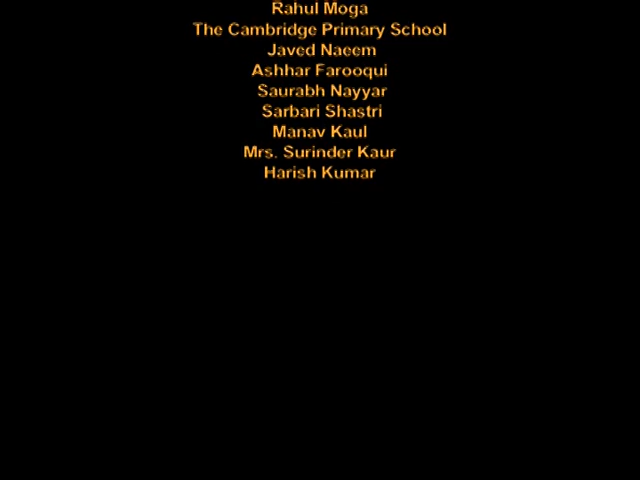 Rahul Moga
The Cambridge Primary School
Javed Naeem
Ashhar Farooqui
Saurabh Nayyar
Sarbari Shastri
Manav Kaul
Mrs. Surinder Kaur
Harish Kumar